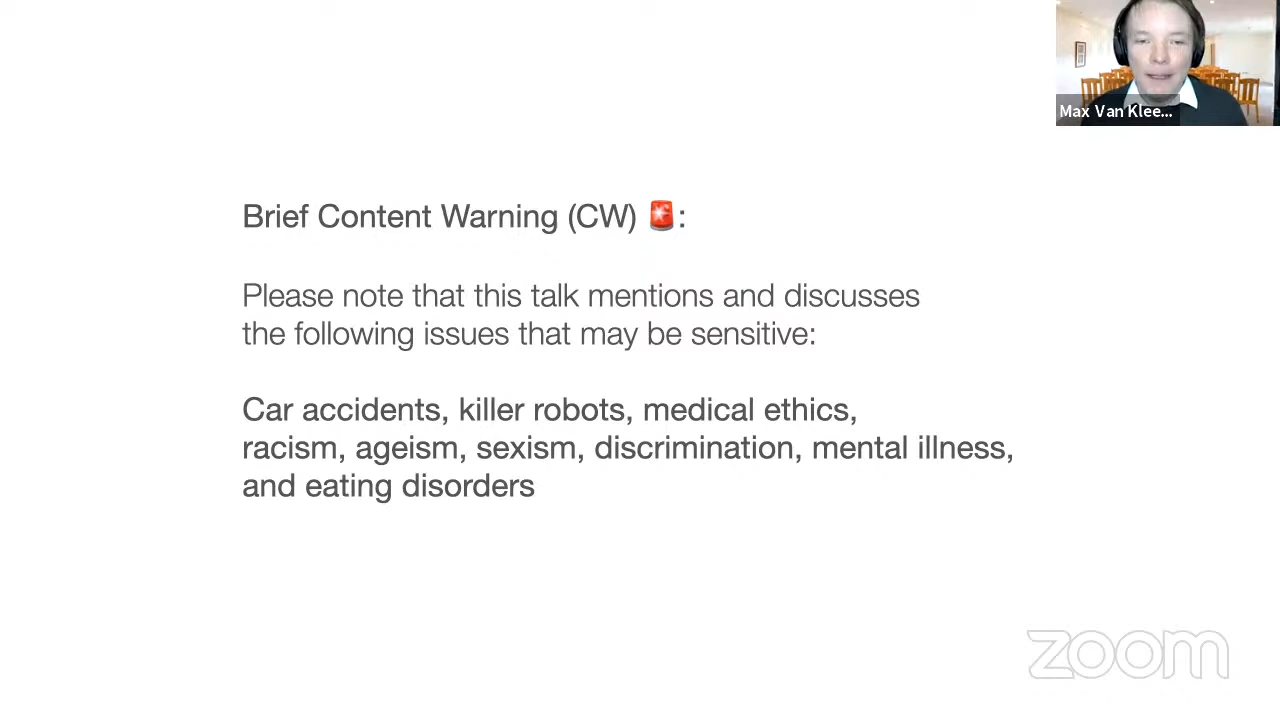 Max Van Klee...
Brief Content Warning (CW) 🚨:
Please note that this talk mentions and discusses
the following issues that may be sensitive:
Car accidents, killer robots, medical ethics,
racism, ageism, sexism, discrimination, mental illness,
and eating disorders
zoom